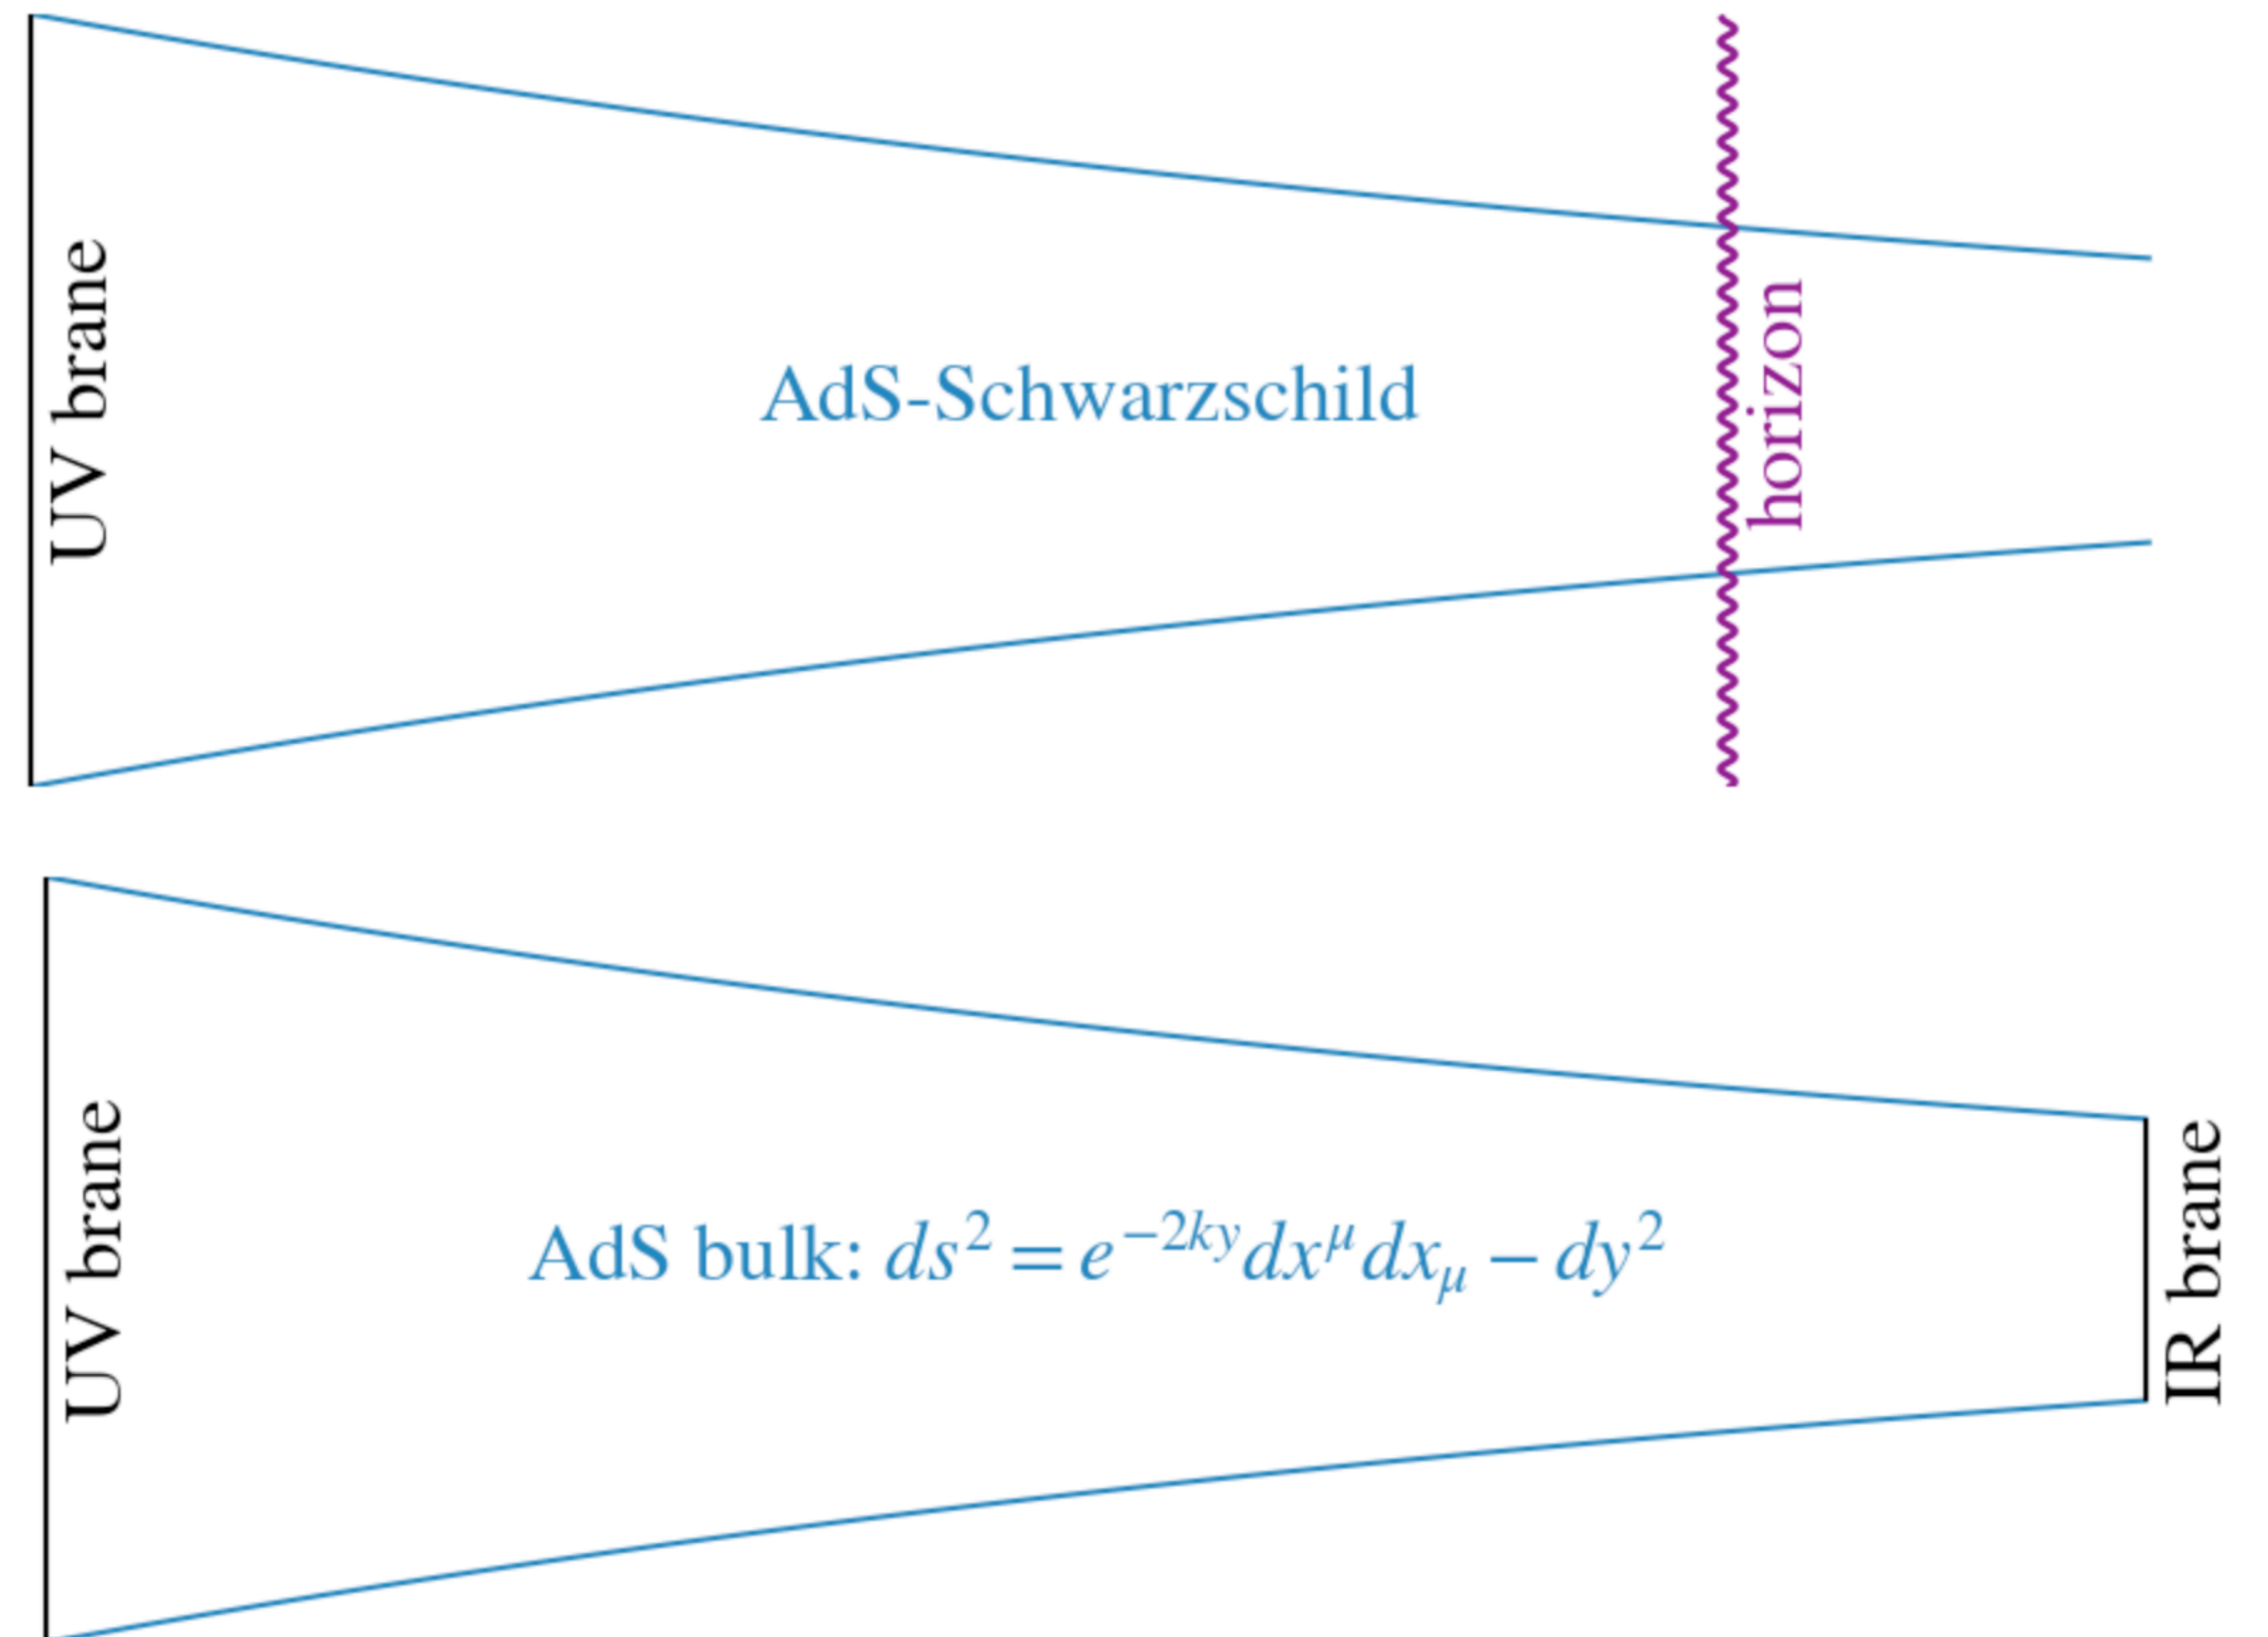 UV brane
AdS-Schwarzschild
horizon
UV brane
AdS bulk: ds² = e^{−2ky}dx^μdx_μ − dy²
IR brane